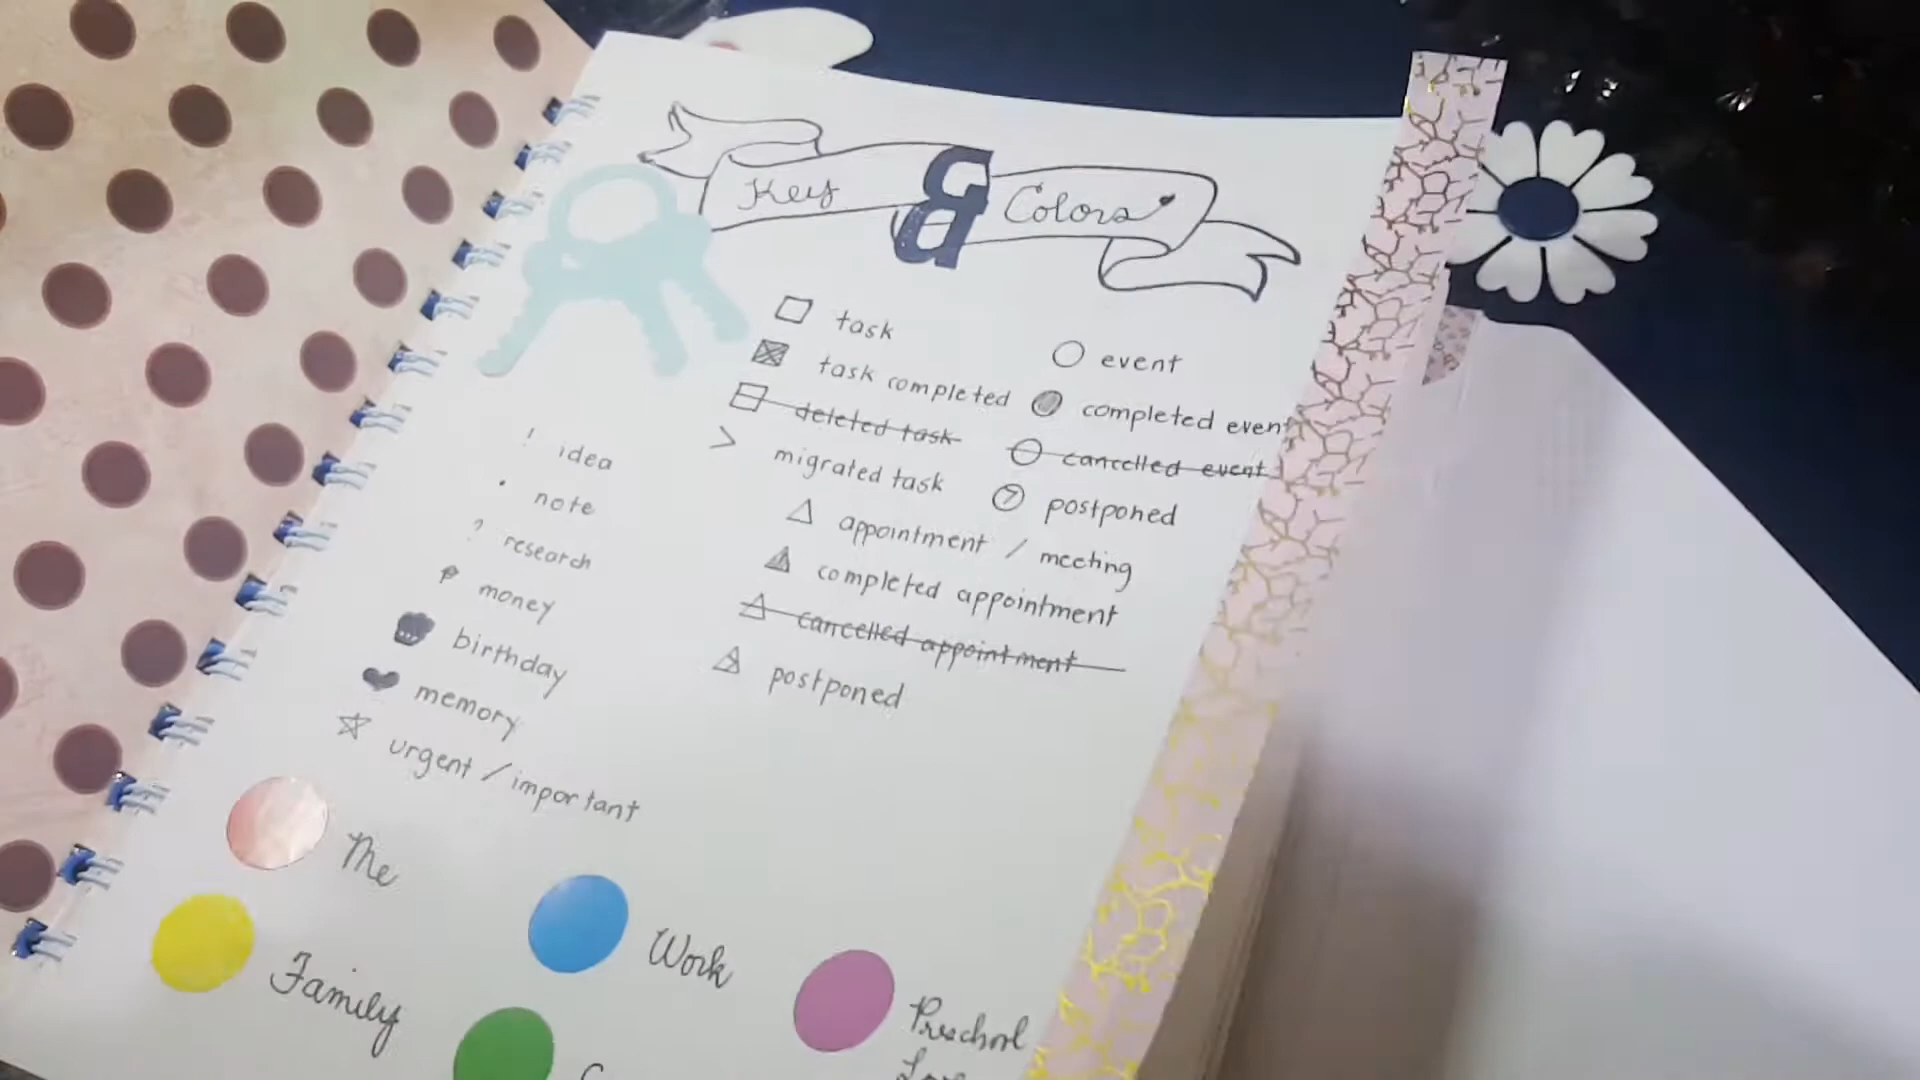 Key & Colors
task
task completed
deleted task
> migrated task
event
completed event
cancelled event
postponed
appointment / meeting
completed appointment
cancelled appointment
postponed
! idea
• note
? research
₱ money
birthday
memory
urgent / important
Me
Family
Work
Preschool